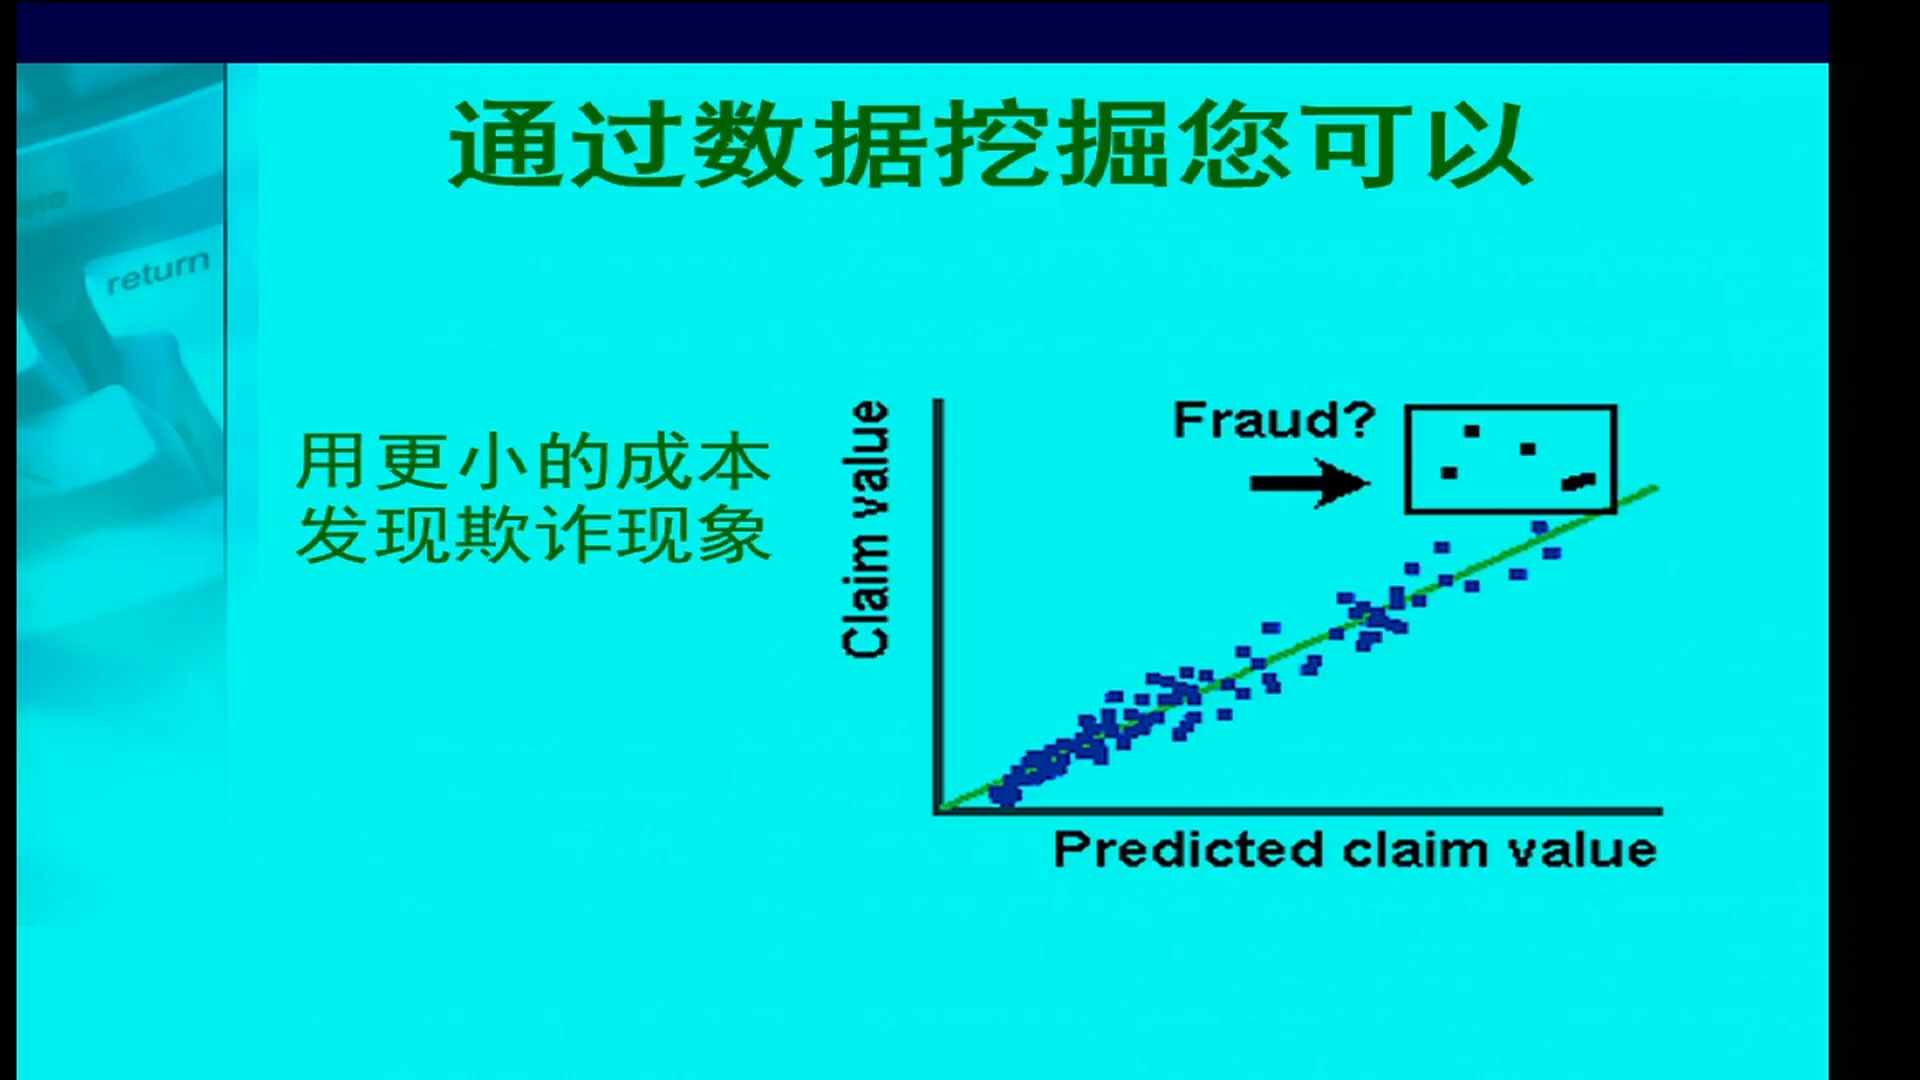 通过数据挖掘您可以
return
用更小的成本
发现欺诈现象
Fraud?
Claim value
Predicted claim value